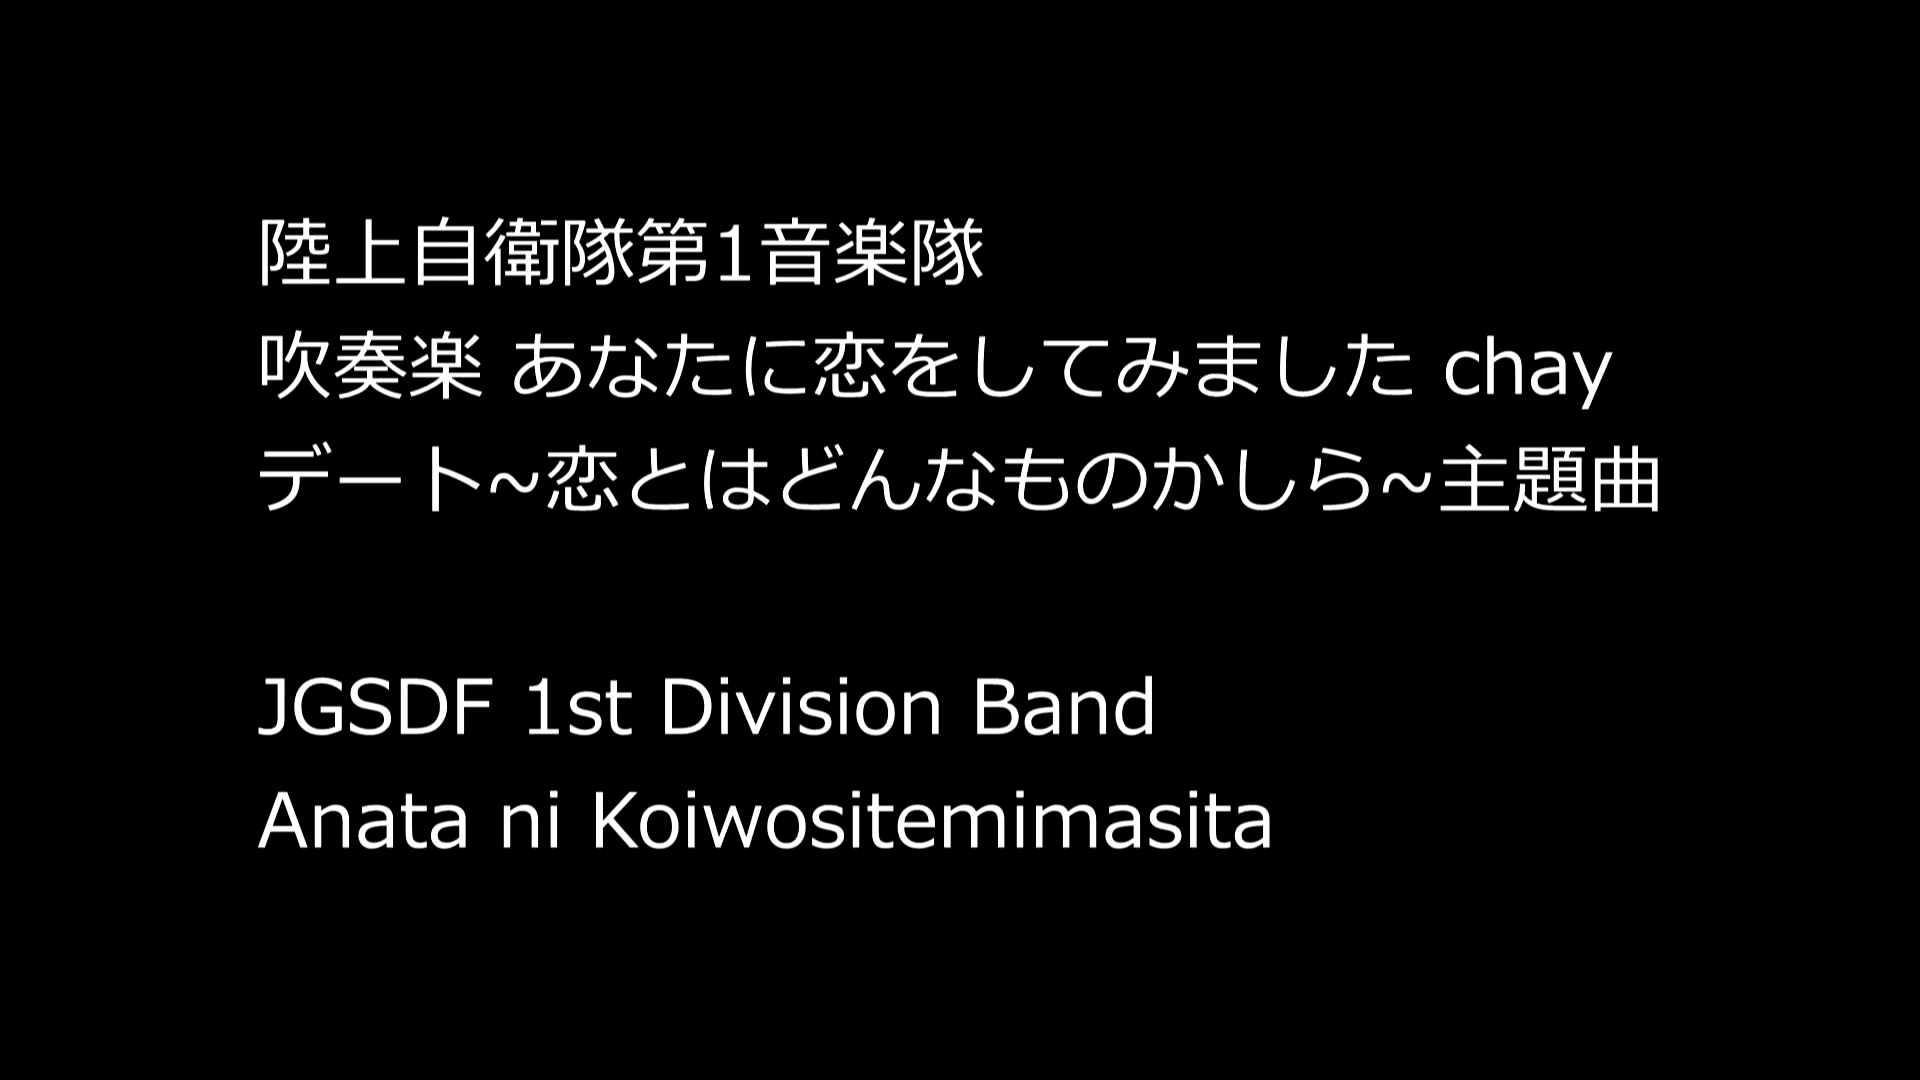 陸上自衛隊第1音楽隊
吹奏楽 あなたに恋をしてみました chay
デート~恋とはどんなものかしら~主題曲
JGSDF 1st Division Band
Anata ni Koiwositemimasita